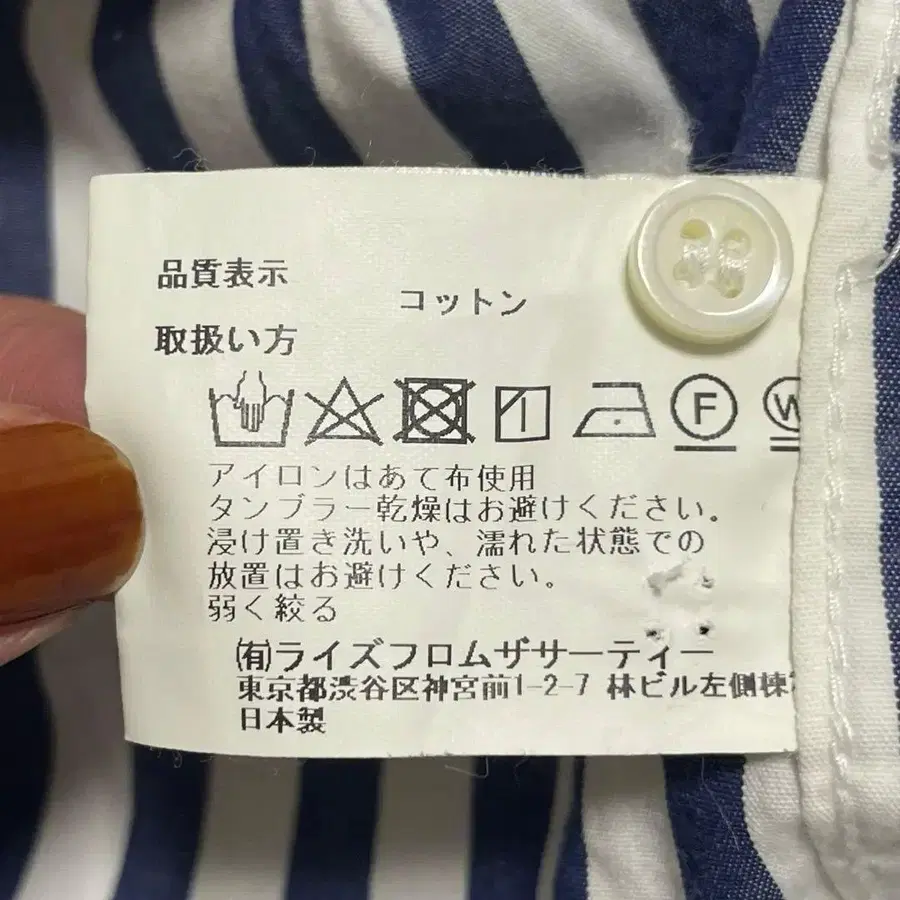 品質表示
コットン
取扱い方
F
W
アイロンはあて布使用
タンブラー乾燥はお避けください。
浸け置き洗いや、濡れた状態での
放置はお避けください。
弱く絞る
㈲ライズフロムザサーティー
東京都渋谷区神宮前1-2-7 林ビル左側棟
日本製